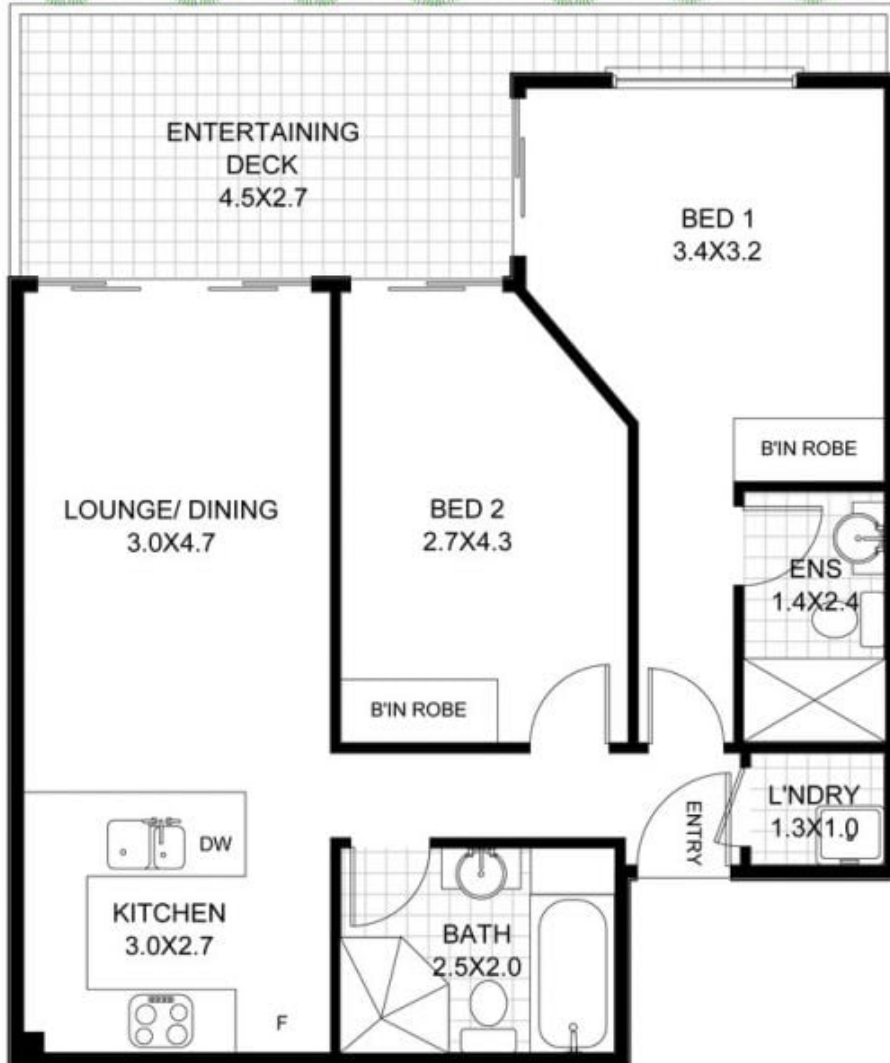 ENTERTAINING
DECK
4.5X2.7
BED 1
3.4X3.2
B'IN ROBE
LOUNGE/ DINING
3.0X4.7
BED 2
2.7X4.3
ENS
1.4X2.4
B'IN ROBE
DW
ENTRY
L'NDRY
1.3X1.0
KITCHEN
3.0X2.7
BATH
2.5X2.0
F